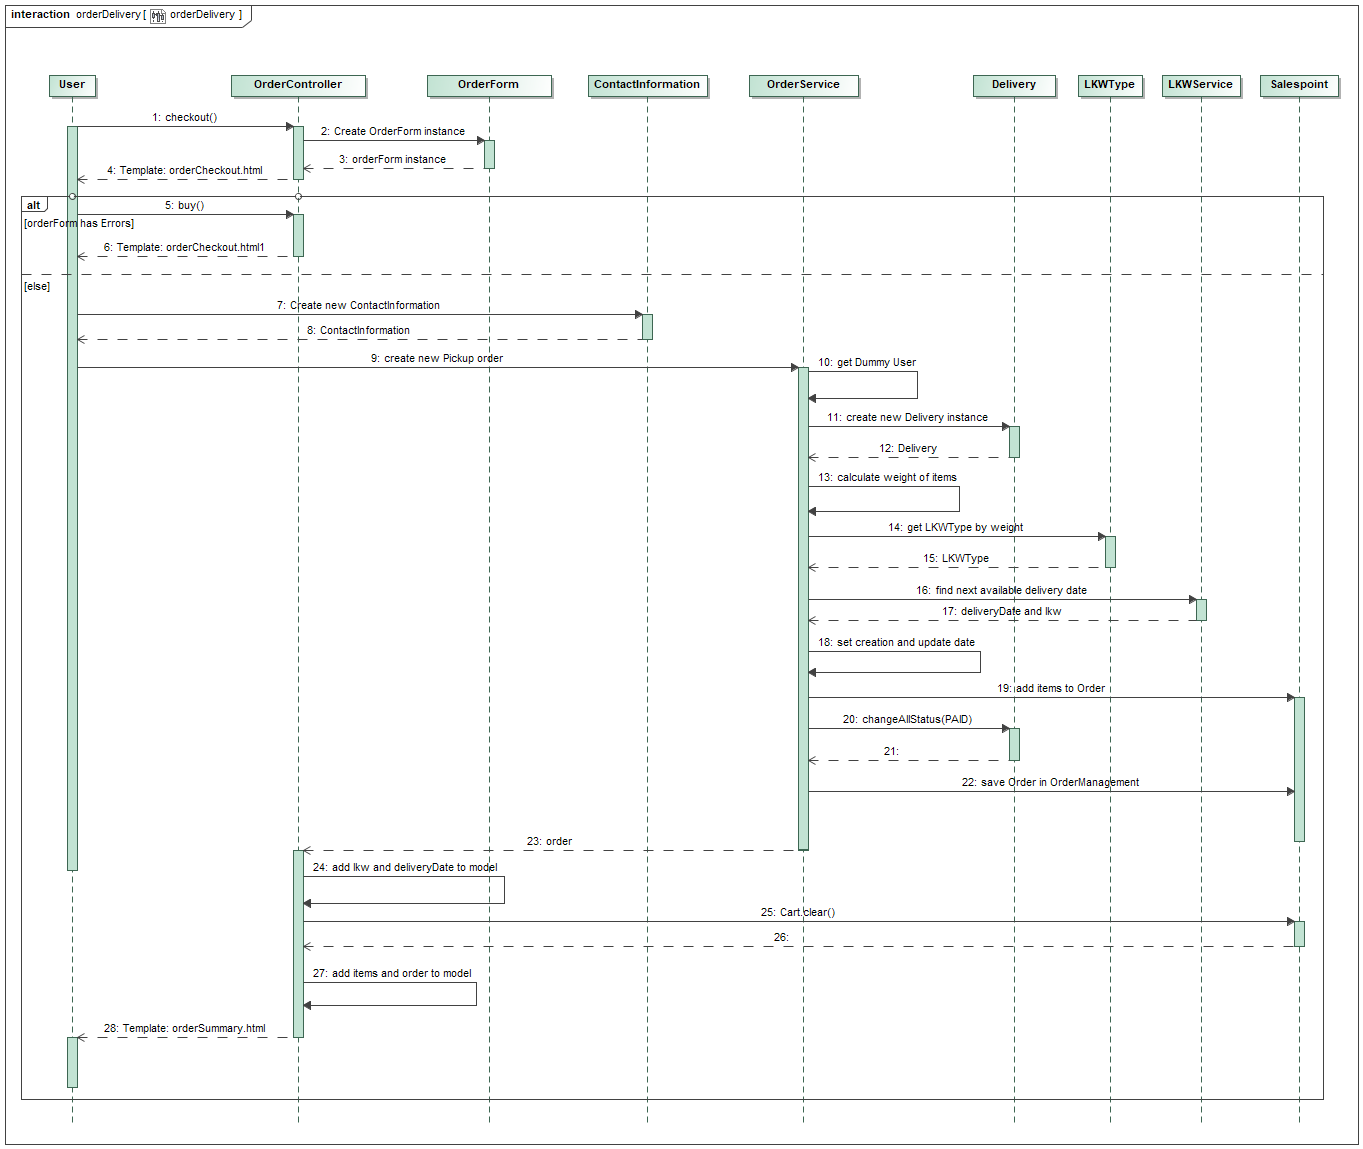 interaction orderDelivery [ orderDelivery ]
User
OrderController
OrderForm
ContactInformation
OrderService
Delivery
LKWType
LKWService
Salespoint
1: checkout()
2: Create OrderForm instance
3: orderForm instance
4: Template: orderCheckout.html
alt
5: buy()
[orderForm has Errors]
6: Template: orderCheckout.html1
[else]
7: Create new ContactInformation
8: ContactInformation
9: create new Pickup order
10: get Dummy User
11: create new Delivery instance
12: Delivery
13: calculate weight of items
14: get LKWType by weight
15: LKWType
16: find next available delivery date
17: deliveryDate and lkw
18: set creation and update date
19: add items to Order
20: changeAllStatus(PAID)
21:
22: save Order in OrderManagement
23: order
24: add lkw and deliveryDate to model
25: Cart.clear()
26:
27: add items and order to model
28: Template: orderSummary.html